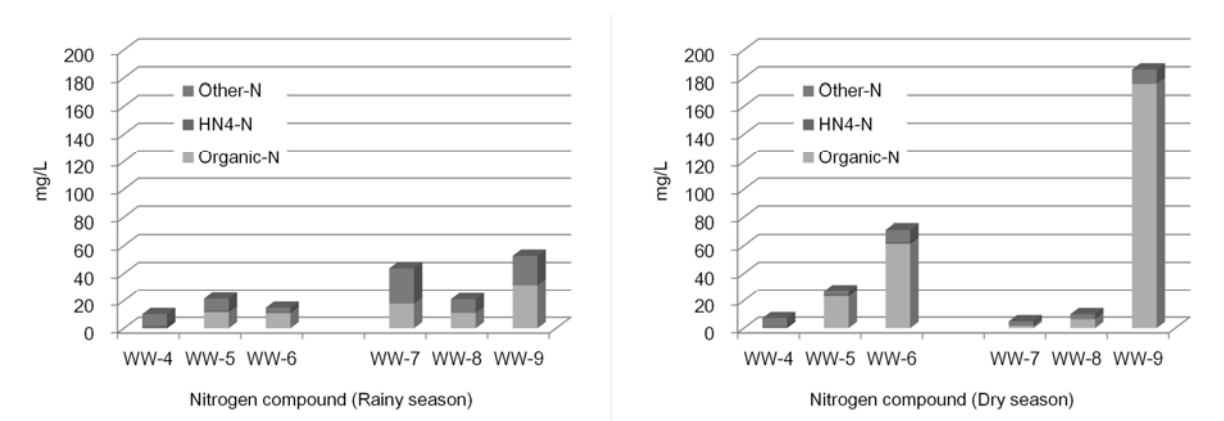 200
180
160
140
120
100
80
60
40
20
0
mg/L
Other-N
HN4-N
Organic-N
WW-4 WW-5 WW-6 WW-7 WW-8 WW-9
Nitrogen compound (Rainy season)
200
180
160
140
120
100
80
60
40
20
0
mg/L
Other-N
HN4-N
Organic-N
WW-4 WW-5 WW-6 WW-7 WW-8 WW-9
Nitrogen compound (Dry season)